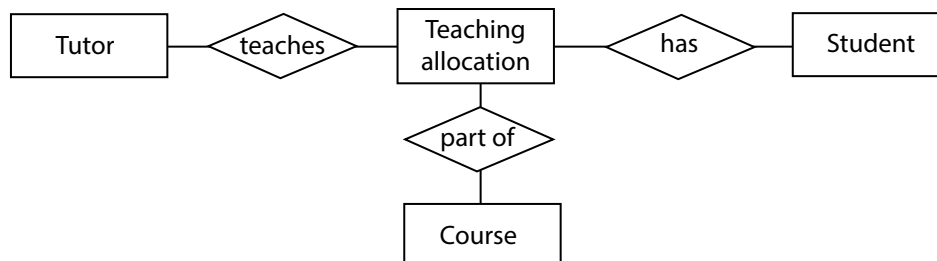 Tutor
teaches
Teaching
allocation
has
Student
part of
Course